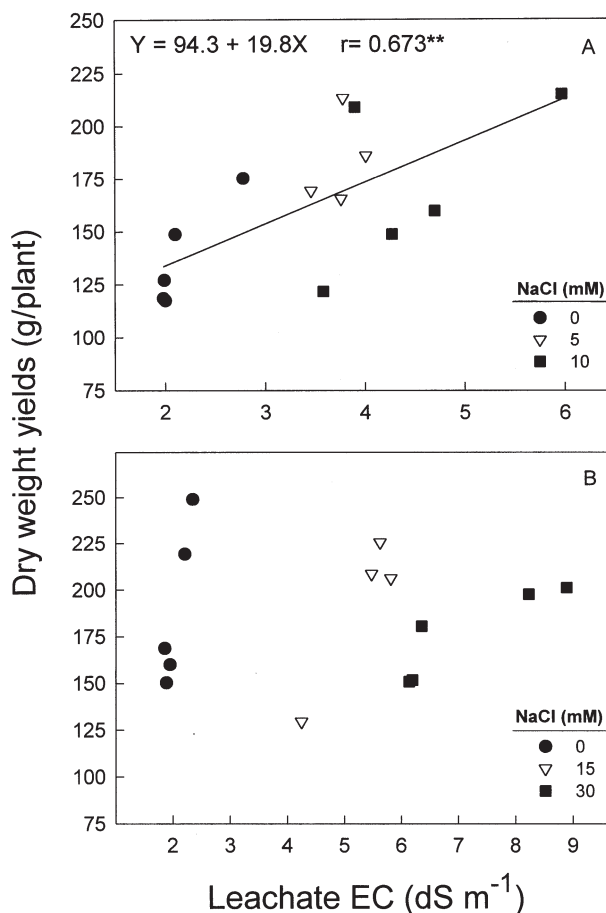 Y = 94.3 + 19.8X r= 0.673**
A
250
225
200
175
150
125
100
75
NaCl (mM)
0
5
10
2 3 4 5 6
B
250
225
200
175
150
125
100
75
NaCl (mM)
0
15
30
2 3 4 5 6 7 8 9
Dry weight yields (g/plant)
Leachate EC (dS m⁻¹)